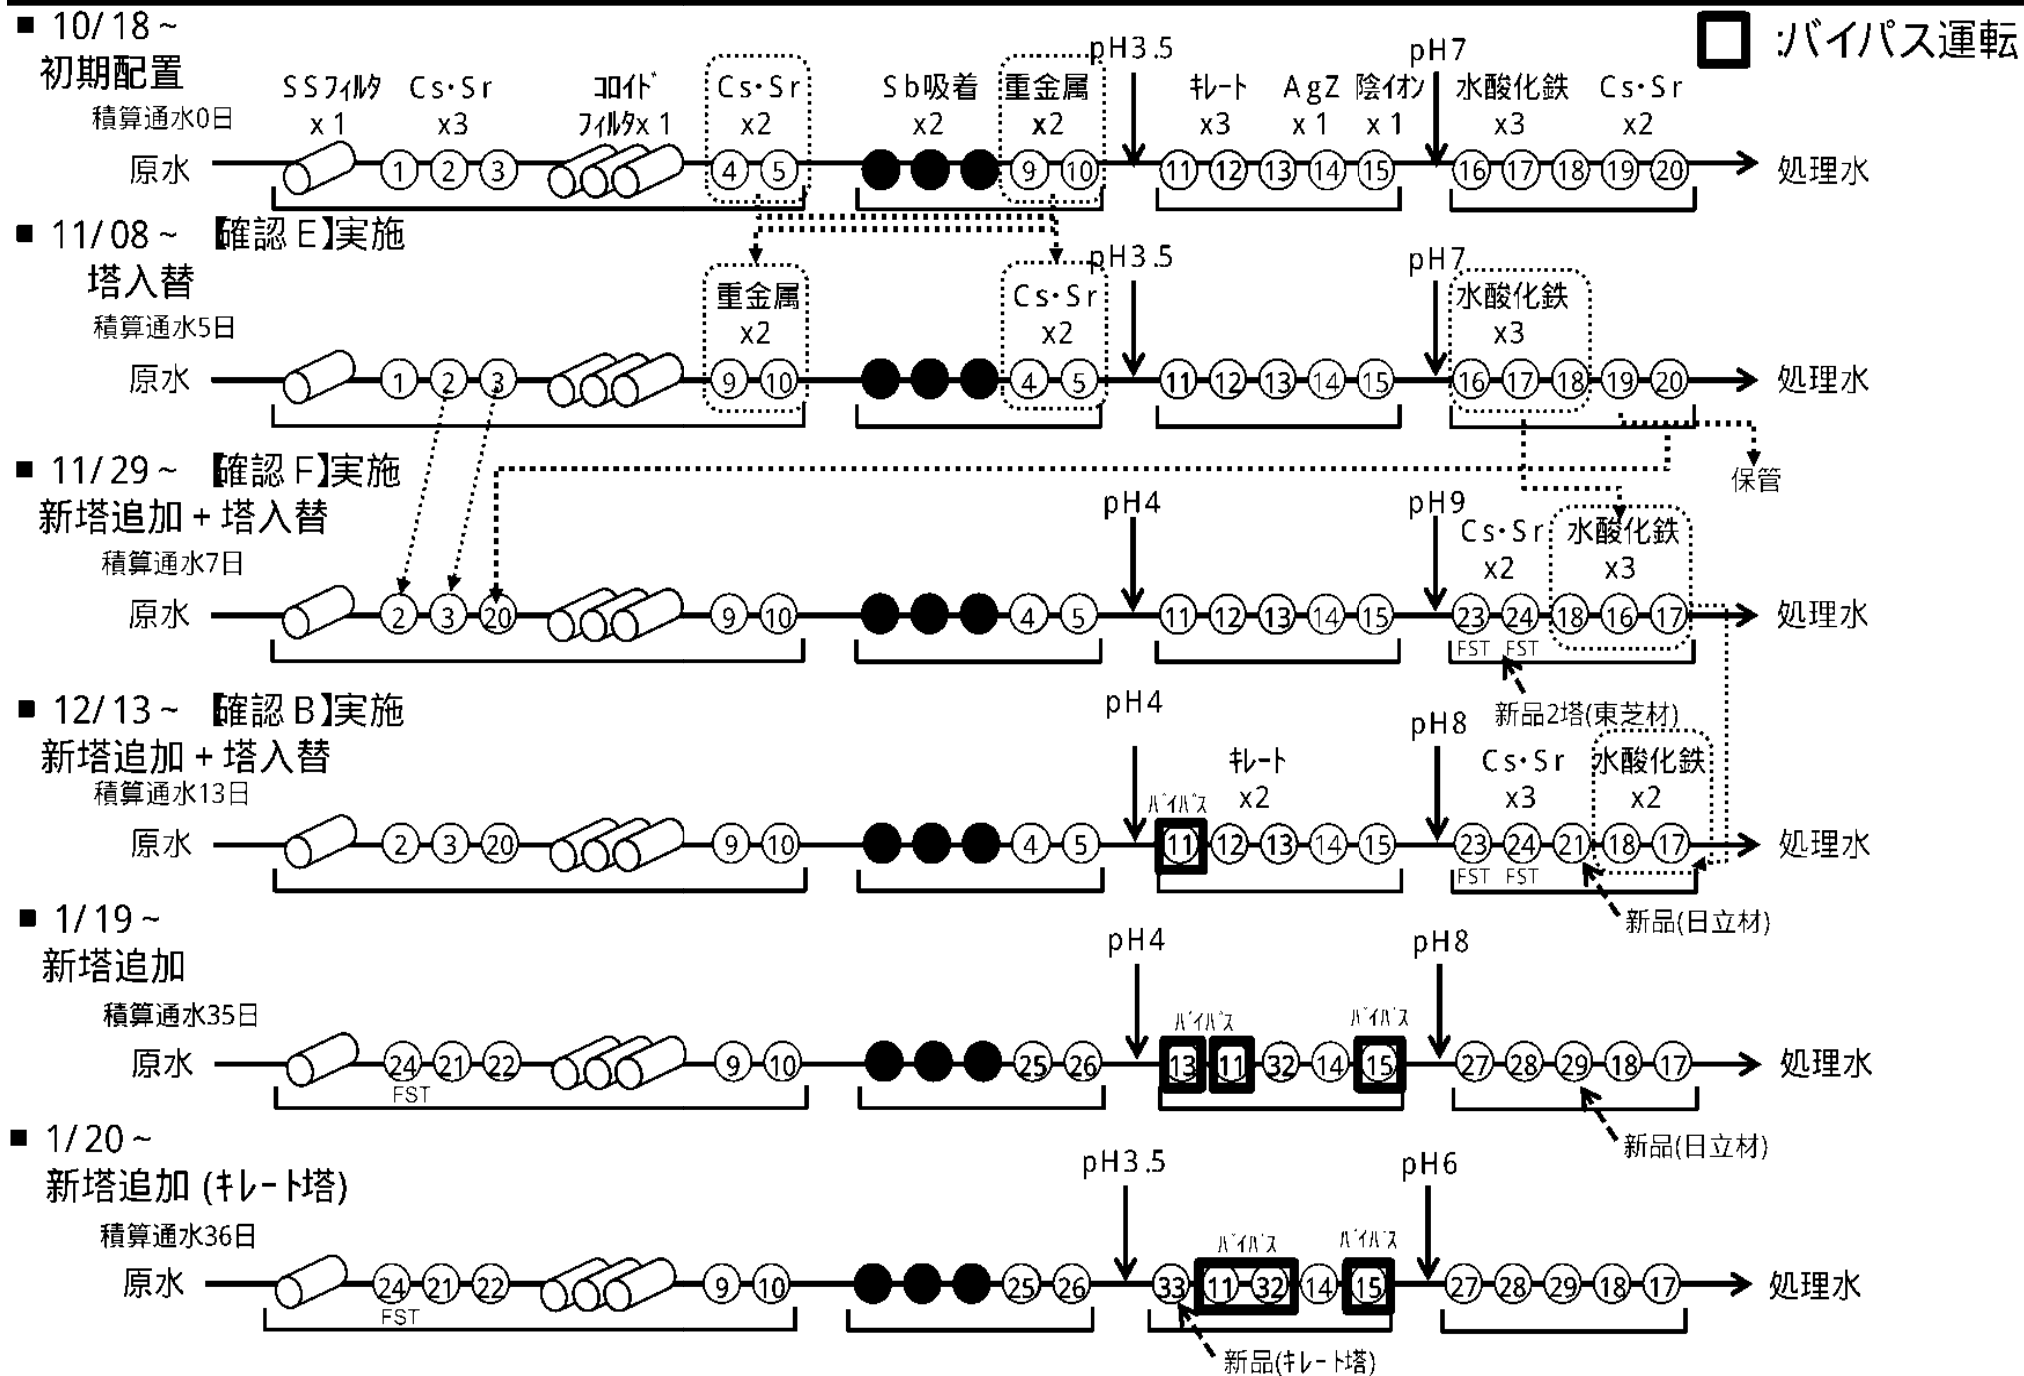 ■ 10/18~
:バイパス運転
初期配置
積算通水0日
SSフィルタ x1
Cs・Sr x3
コロイドフィルタx1
Cs・Sr x2
Sb吸着 x2
重金属 x2
pH3.5
キレート x3
AgZ x1
陰イオン x1
pH7
水酸化鉄 x3
Cs・Sr x2
原水 1 2 3 4 5 9 10 11 12 13 14 15 16 17 18 19 20 処理水
■ 11/08~ 【確認E】実施
塔入替
積算通水5日
重金属 x2
Cs・Sr x2
pH3.5
pH7
水酸化鉄 x3
原水 1 2 3 9 10 4 5 11 12 13 14 15 16 17 18 19 20 処理水
保管
■ 11/29~ 【確認F】実施
新塔追加+塔入替
積算通水7日
pH4
pH9
Cs・Sr x2
水酸化鉄 x3
原水 2 3 20 9 10 4 5 11 12 13 14 15 23 24 18 16 17 処理水
FST FST
新品2塔(東芝材)
■ 12/13~ 【確認B】実施
新塔追加+塔入替
積算通水13日
pH4
バイパス
キレート x2
pH8
Cs・Sr x3
水酸化鉄 x2
原水 2 3 20 9 10 4 5 11 12 13 14 15 23 24 21 18 17 処理水
FST FST
新品(日立材)
■ 1/19~
新塔追加
積算通水35日
pH4
バイパス
バイパス
pH8
原水 24 21 22 9 10 25 26 13 11 32 14 15 27 28 29 18 17 処理水
FST
新品(日立材)
■ 1/20~
新塔追加(キレート塔)
積算通水36日
pH3.5
バイパス
バイパス
pH6
原水 24 21 22 9 10 25 26 33 11 32 14 15 27 28 29 18 17 処理水
FST
新品(キレート塔)